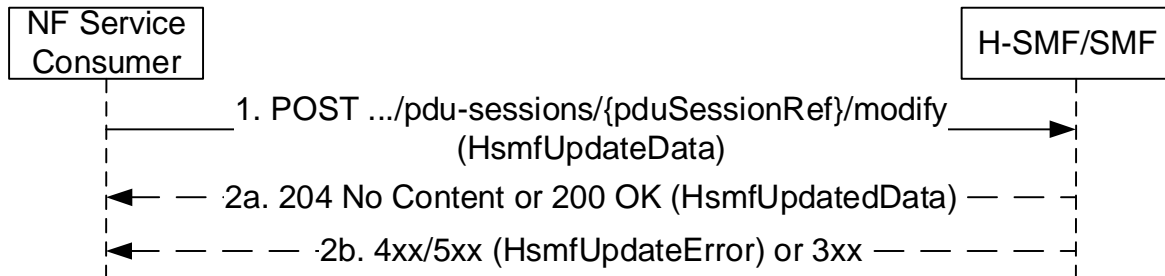 NF Service
Consumer
H-SMF/SMF
1. POST .../pdu-sessions/{pduSessionRef}/modify
(HsmfUpdateData)
2a. 204 No Content or 200 OK (HsmfUpdatedData)
2b. 4xx/5xx (HsmfUpdateError) or 3xx